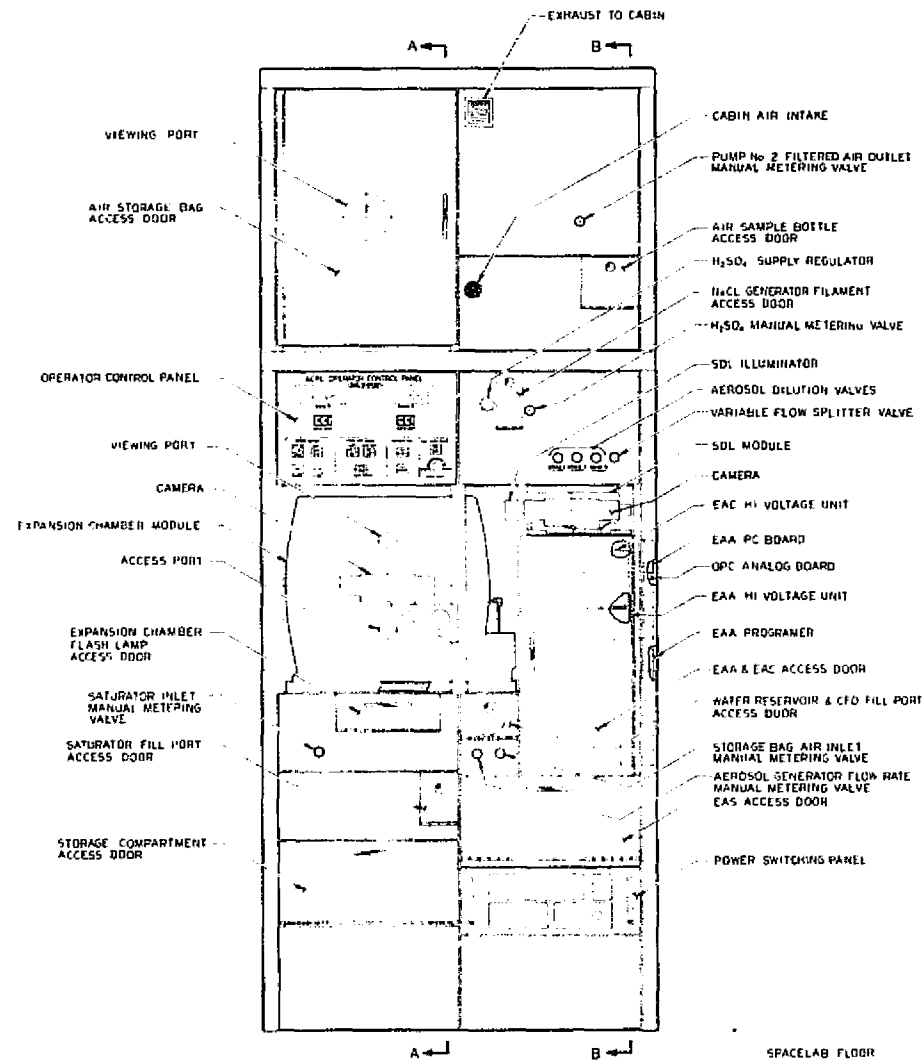 EXHAUST TO CABIN
A
B
VIEWING PORT
AIR STORAGE BAG
ACCESS DOOR
OPERATOR CONTROL PANEL
VIEWING PORT
CAMERA
EXPANSION CHAMBER MODULE
ACCESS PORT
EXPANSION CHAMBER
FLASH LAMP
ACCESS DOOR
SATURATOR INLET
MANUAL METERING
VALVE
SATURATOR FILL PORT
ACCESS DOOR
STORAGE COMPARTMENT
ACCESS DOOR
ACPL OPERATOR CONTROL PANEL
CABIN AIR INTAKE
PUMP No 2 FILTERED AIR OUTLET
MANUAL METERING VALVE
AIR SAMPLE BOTTLE
ACCESS DOOR
H₂SO₄ SUPPLY REGULATOR
NaCL GENERATOR FILAMENT
ACCESS DOOR
H₂SO₄ MANUAL METERING VALVE
SDL ILLUMINATOR
AEROSOL DILUTION VALVES
VARIABLE FLOW SPLITTER VALVE
SDL MODULE
CAMERA
EAC HI VOLTAGE UNIT
EAA PC BOARD
OPC ANALOG BOARD
EAA HI VOLTAGE UNIT
EAA PROGRAMER
EAA & EAC ACCESS DOOR
WATER RESERVOIR & CFD FILL PORT
ACCESS DOOR
STORAGE BAG AIR INLET
MANUAL METERING VALVE
AEROSOL GENERATOR FLOW RATE
MANUAL METERING VALVE
EAS ACCESS DOOR
POWER SWITCHING PANEL
A
B
SPACELAB FLOOR